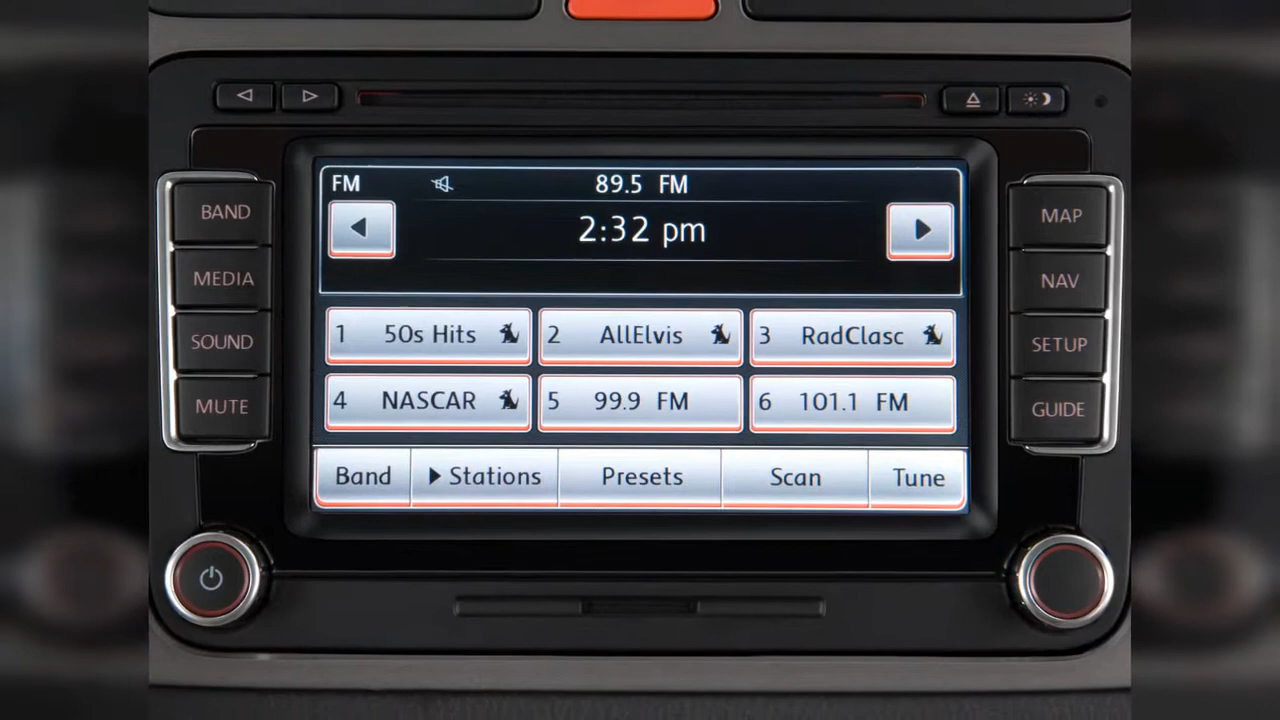 FM 89.5 FM
2:32 pm
BAND
MEDIA
SOUND
MUTE
1 50s Hits
2 AllElvis
3 RadClasc
4 NASCAR
5 99.9 FM
6 101.1 FM
Band
Stations
Presets
Scan
Tune
MAP
NAV
SETUP
GUIDE